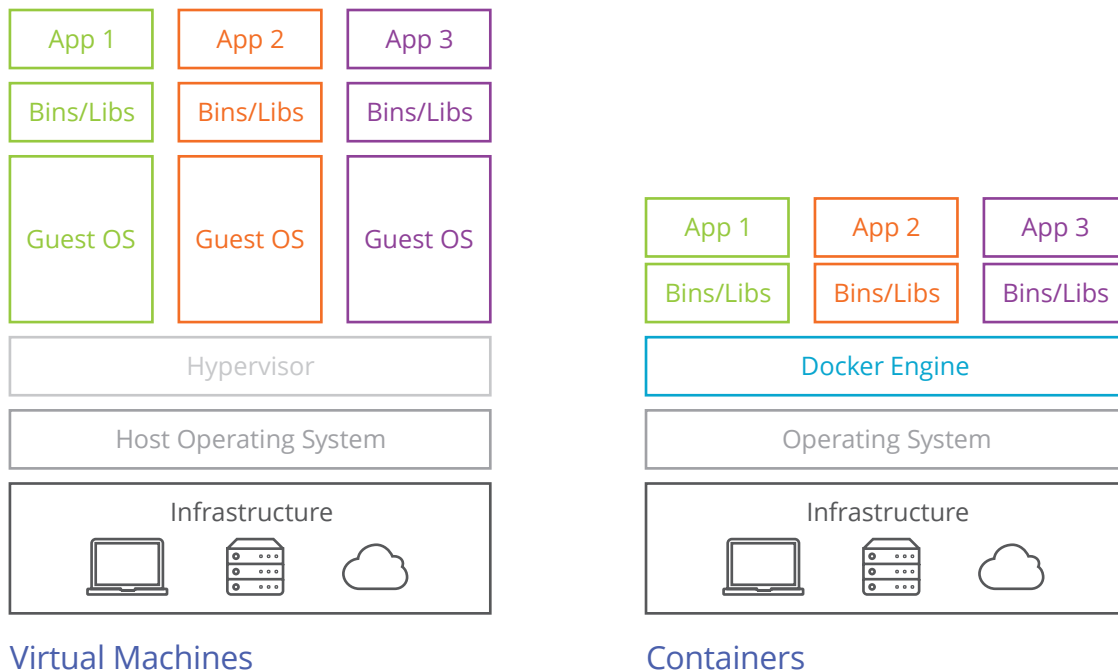 App 1
App 2
App 3
Bins/Libs
Bins/Libs
Bins/Libs
Guest OS
Guest OS
Guest OS
Hypervisor
Host Operating System
Infrastructure
Virtual Machines
App 1
App 2
App 3
Bins/Libs
Bins/Libs
Bins/Libs
Docker Engine
Operating System
Infrastructure
Containers